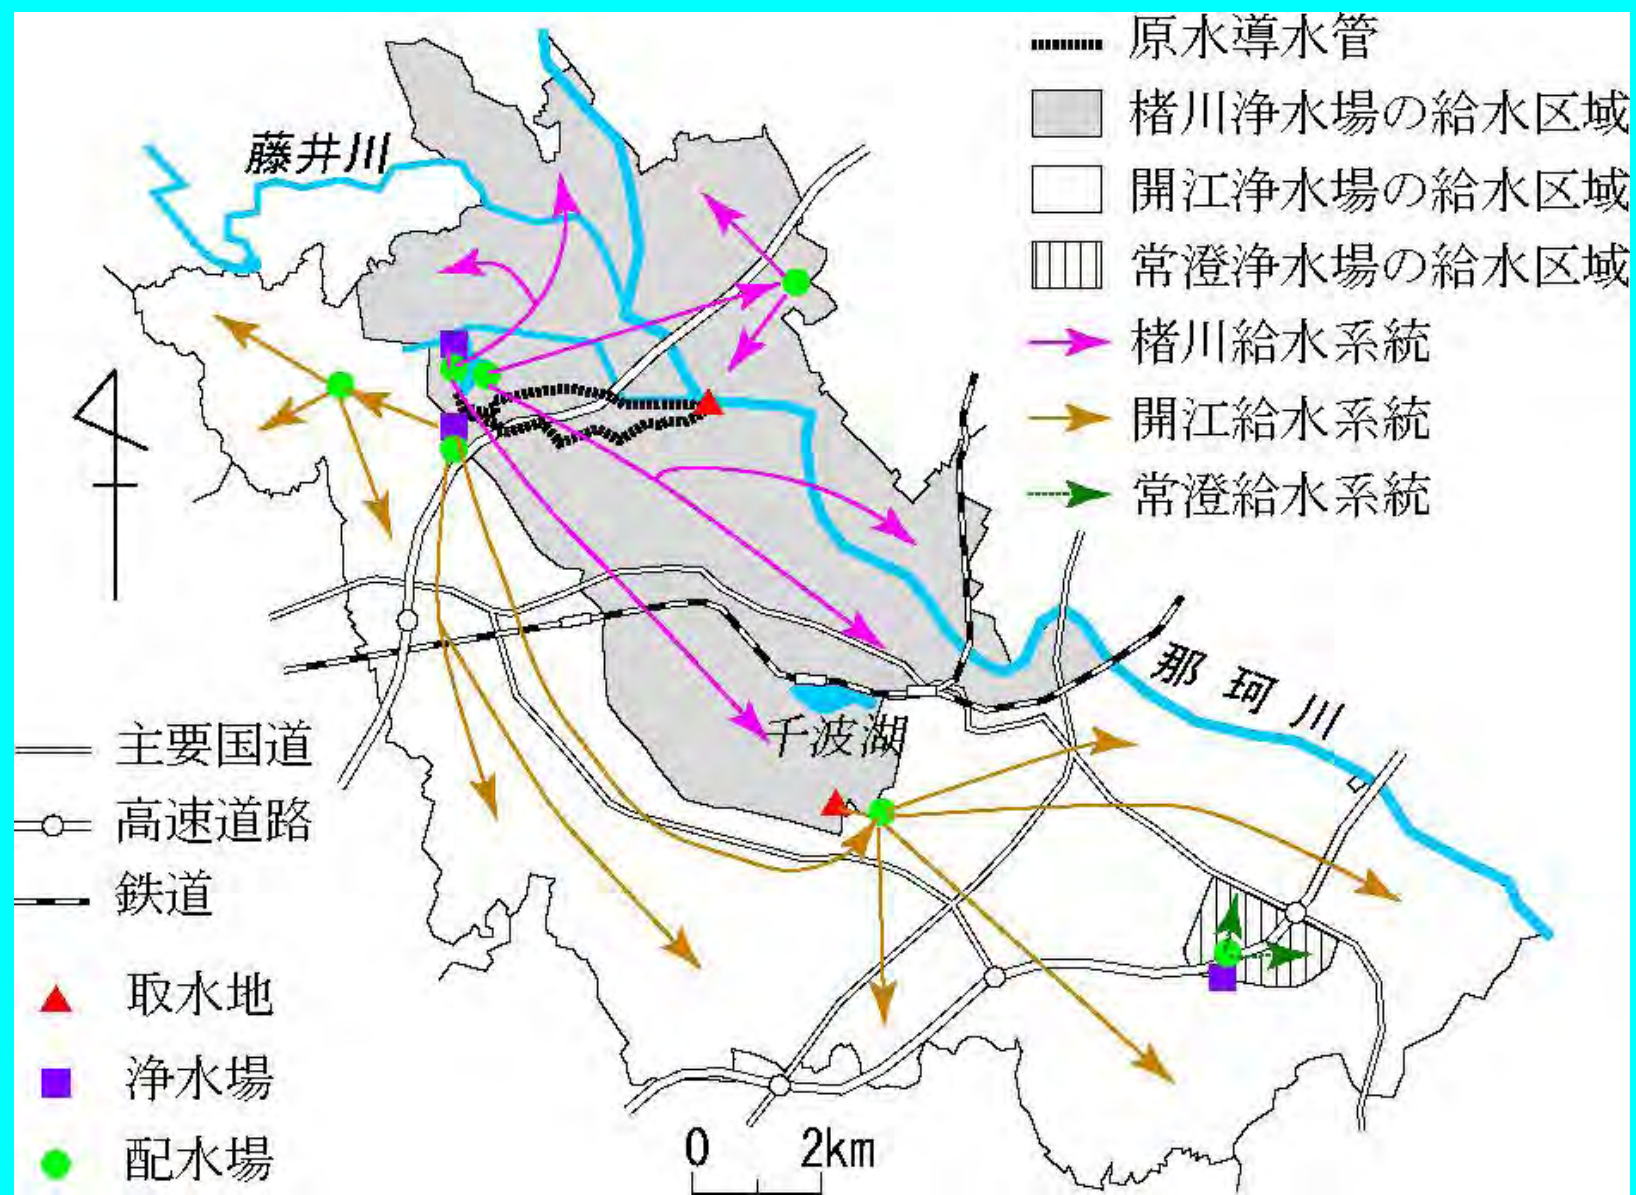 原水導水管
楮川浄水場の給水区域
開江浄水場の給水区域
常澄浄水場の給水区域
楮川給水系統
開江給水系統
常澄給水系統
藤井川
那珂川
千波湖
主要国道
高速道路
鉄道
取水地
浄水場
配水場
0 2km